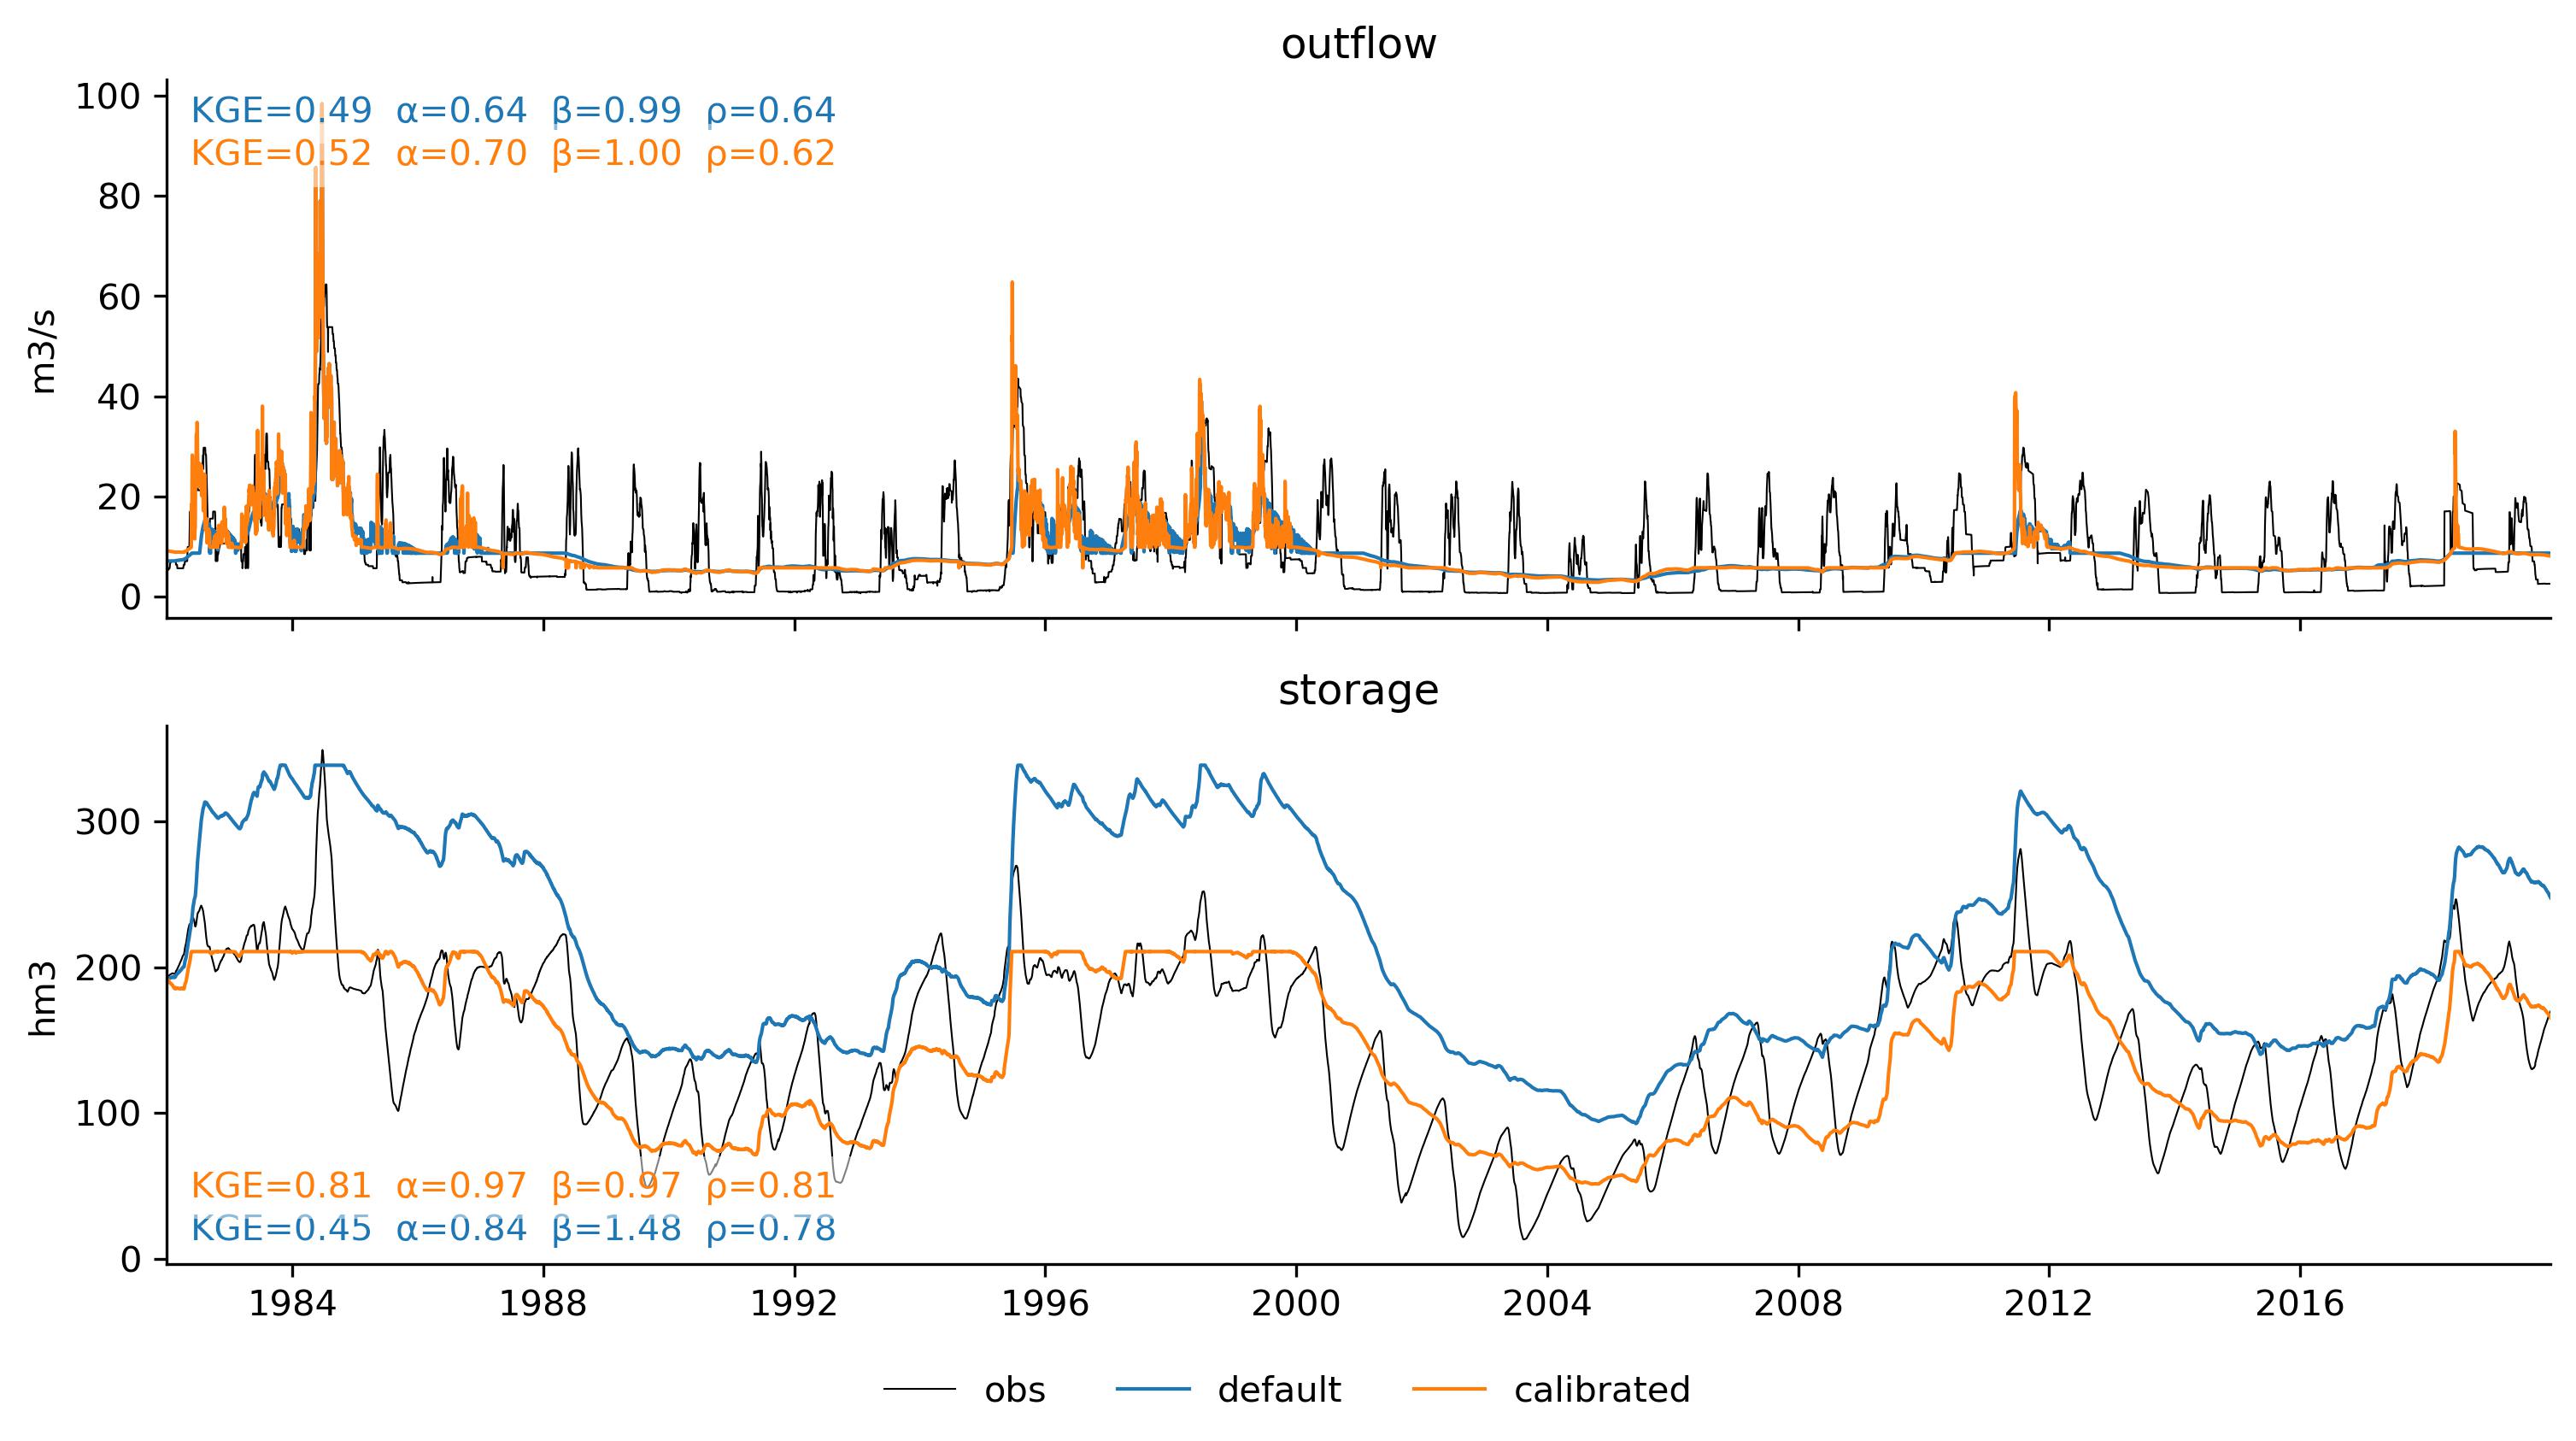 outflow
KGE=0.49 α=0.64 β=0.99 ρ=0.64
KGE=0.52 α=0.70 β=1.00 ρ=0.62
m3/s
100
80
60
40
20
0
storage
hm3
300
200
100
0
KGE=0.81 α=0.97 β=0.97 ρ=0.81
KGE=0.45 α=0.84 β=1.48 ρ=0.78
1984 1988 1992 1996 2000 2004 2008 2012 2016
obs default calibrated